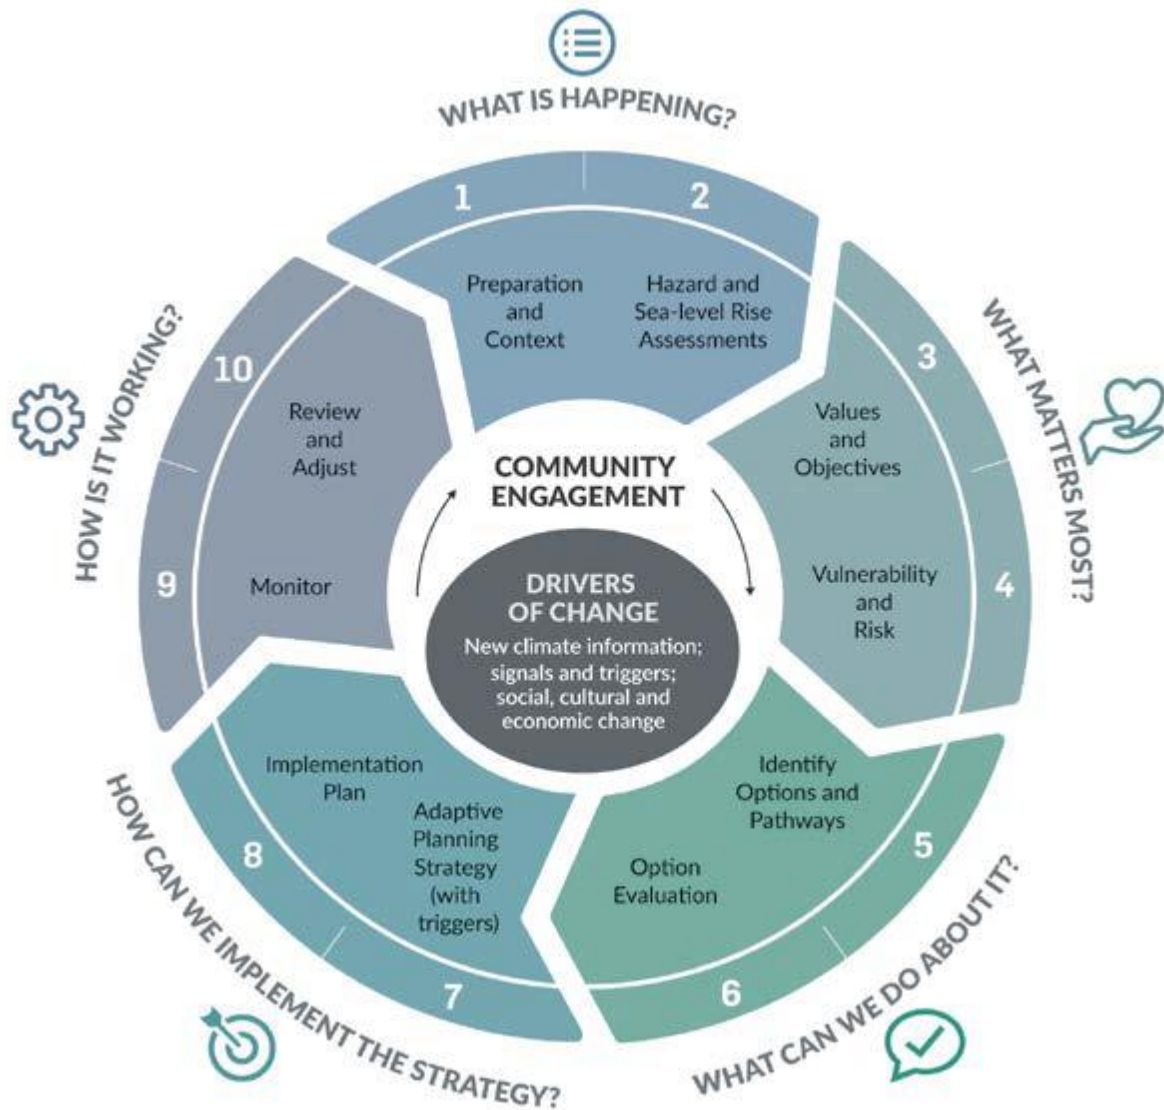 WHAT IS HAPPENING?
1
Preparation
and
Context
2
Hazard and
Sea-level Rise
Assessments
WHAT MATTERS MOST?
3
Values
and
Objectives
4
Vulnerability
and
Risk
WHAT CAN WE DO ABOUT IT?
5
Identify
Options and
Pathways
6
Option
Evaluation
HOW CAN WE IMPLEMENT THE STRATEGY?
7
Adaptive
Planning
Strategy
(with
triggers)
8
Implementation
Plan
HOW IS IT WORKING?
9
Monitor
10
Review
and
Adjust
COMMUNITY
ENGAGEMENT
DRIVERS
OF CHANGE
New climate information;
signals and triggers;
social, cultural and
economic change